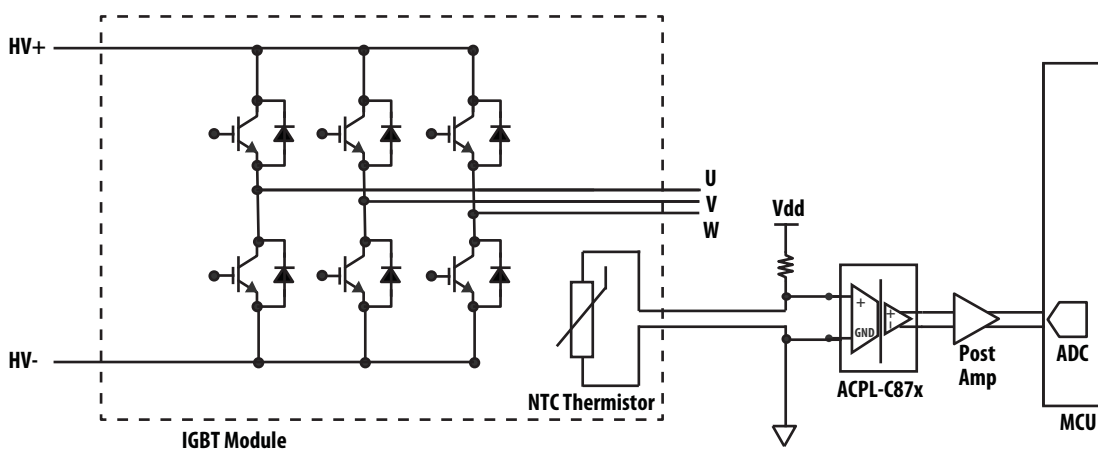 HV+
U
V
W
Vdd
+
GND
+
–
ADC
Post
Amp
HV-
NTC Thermistor
ACPL-C87x
MCU
IGBT Module